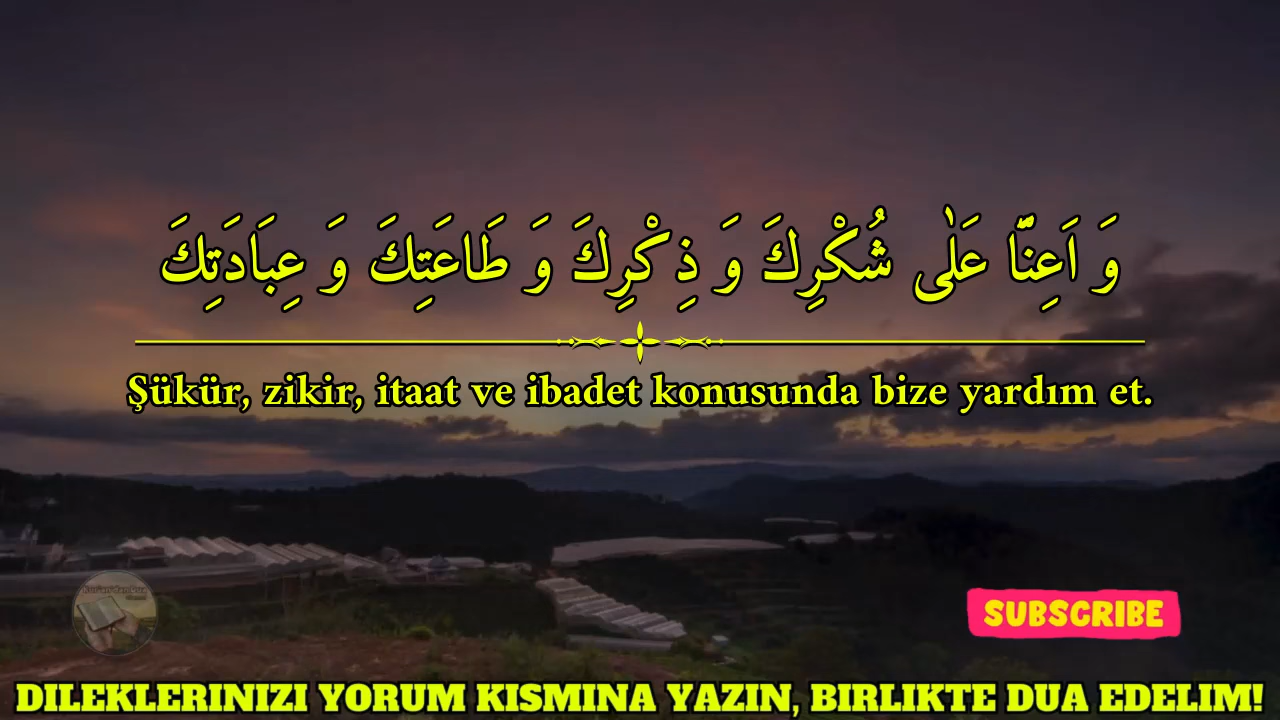 وَ اَعِنَّا عَلٰى شُكْرِكَ وَ ذِكْرِكَ وَ طَاعَتِكَ وَ عِبَادَتِكَ
Şükür, zikir, itaat ve ibadet konusunda bize yardım et.
SUBSCRIBE
DILEKLERINIZI YORUM KISMINA YAZIN, BIRLIKTE DUA EDELIM!